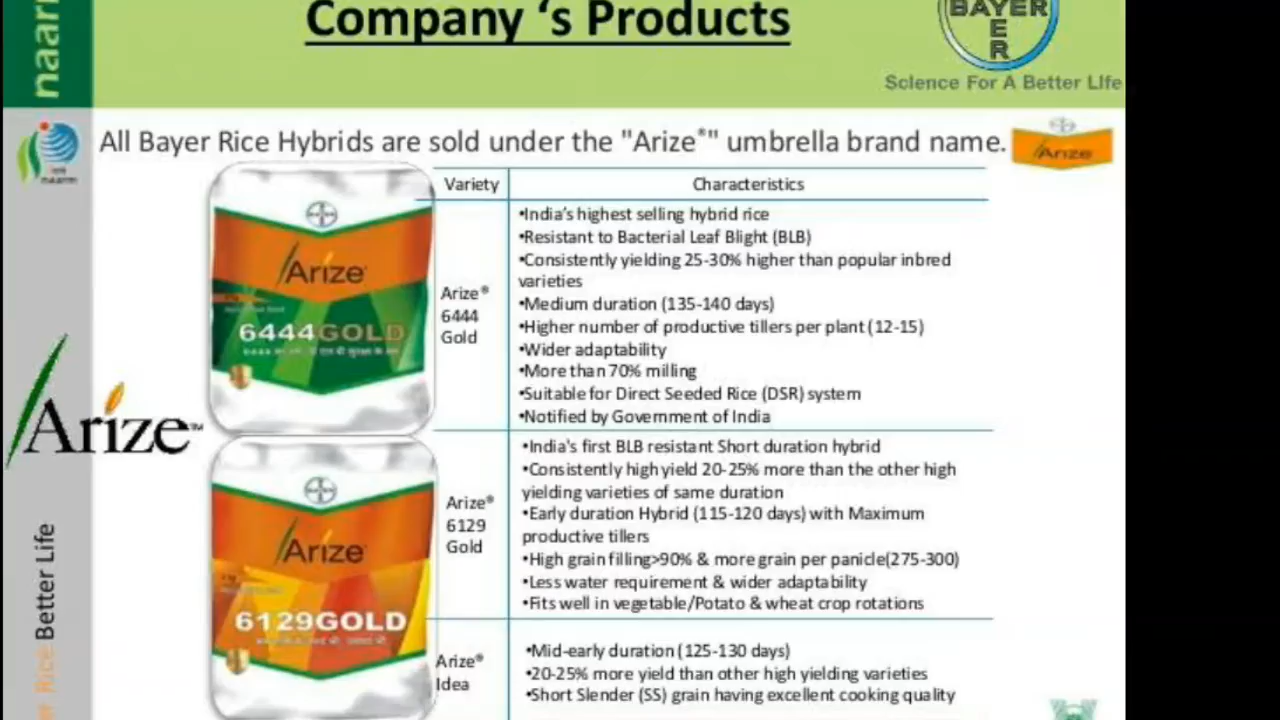 Company 's Products
naarm
BAYER
Science For A Better LIfe
All Bayer Rice Hybrids are sold under the "Arize®" umbrella brand name.
Arize
Variety
Characteristics
Arize®
6444
Gold
•India's highest selling hybrid rice
•Resistant to Bacterial Leaf Blight (BLB)
•Consistently yielding 25-30% higher than popular inbred
varieties
•Medium duration (135-140 days)
•Higher number of productive tillers per plant (12-15)
•Wider adaptability
•More than 70% milling
•Suitable for Direct Seeded Rice (DSR) system
•Notified by Government of India
Arize®
6129
Gold
•India's first BLB resistant Short duration hybrid
•Consistently high yield 20-25% more than the other high
yielding varieties of same duration
•Early duration Hybrid (115-120 days) with Maximum
productive tillers
•High grain filling>90% & more grain per panicle(275-300)
•Less water requirement & wider adaptability
•Fits well in vegetable/Potato & wheat crop rotations
Arize®
Idea
•Mid-early duration (125-130 days)
•20-25% more yield than other high yielding varieties
•Short Slender (SS) grain having excellent cooking quality
Arize
6444GOLD
Arize
6129GOLD
Arize™
Rice Better Life